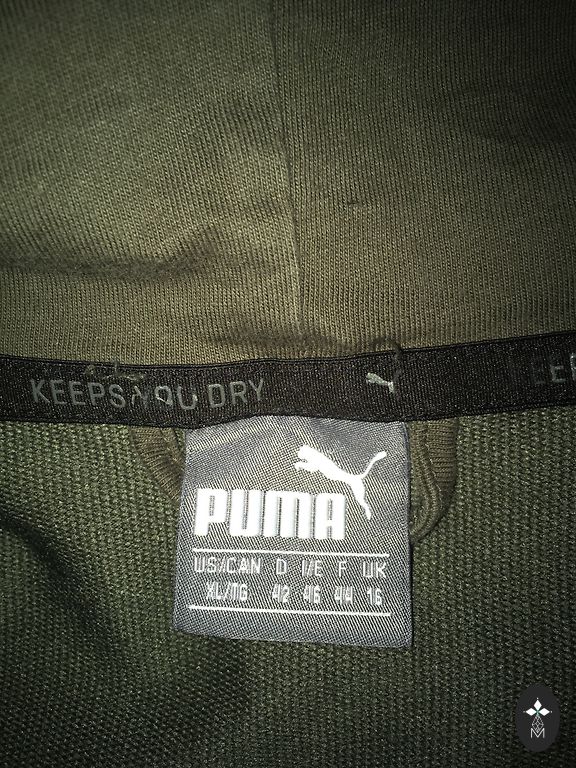 KEEPS YOU DRY
PUMA
US/CAN D I/E F UK
XL/TG 42 46 44 16